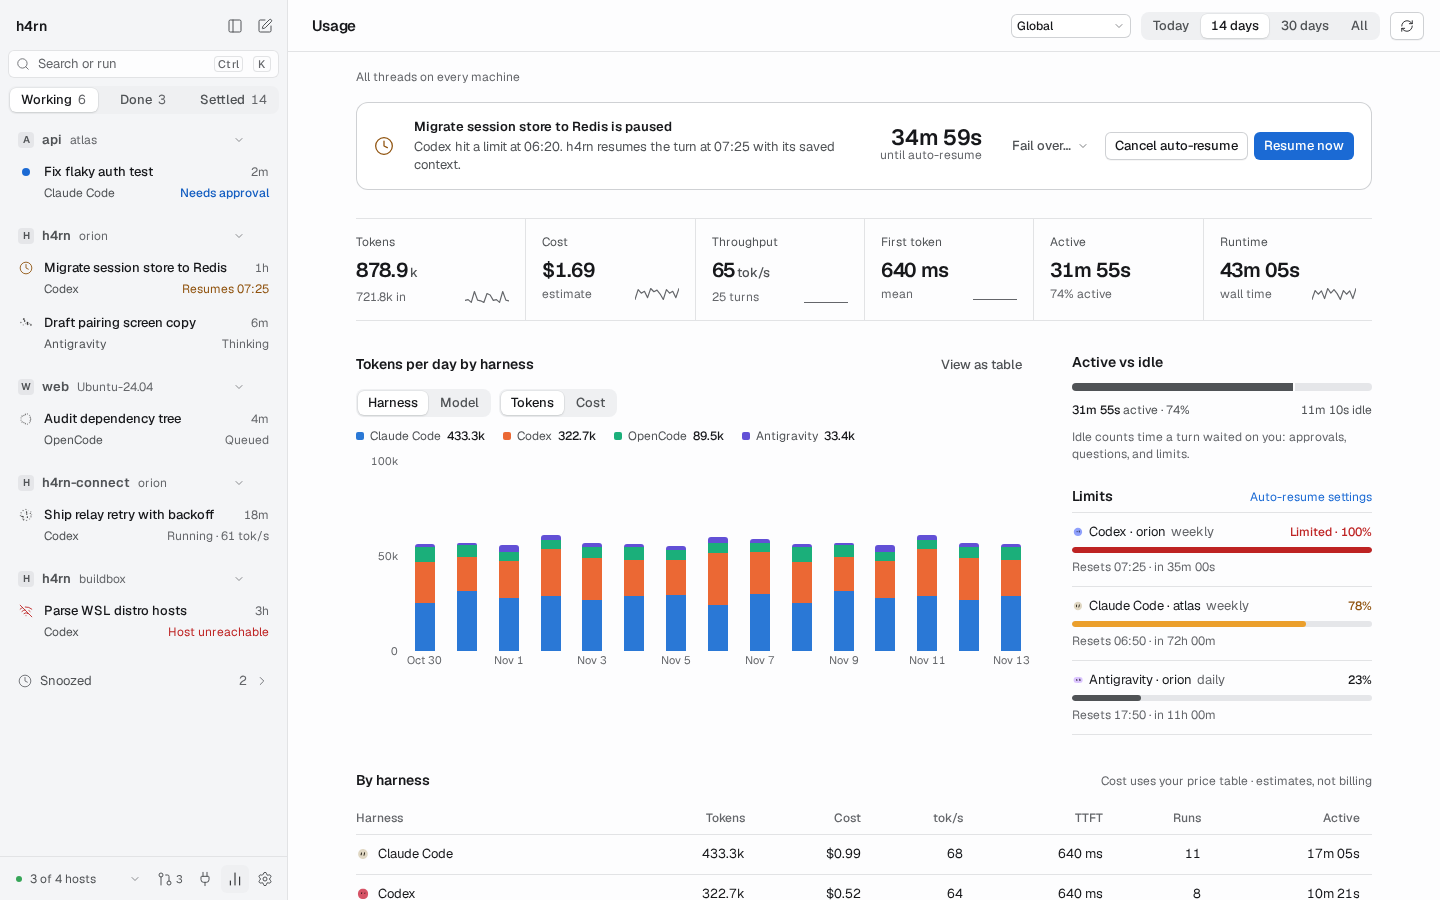 h4rn
Search or run Ctrl K
Working 6 Done 3 Settled 14
A api atlas
Fix flaky auth test 2m
Claude Code Needs approval
H h4rn orion
Migrate session store to Redis 1h
Codex Resumes 07:25
Draft pairing screen copy 6m
Antigravity Thinking
W web Ubuntu-24.04
Audit dependency tree 4m
OpenCode Queued
H h4rn-connect orion
Ship relay retry with backoff 18m
Codex Running · 61 tok/s
H h4rn buildbox
Parse WSL distro hosts 3h
Codex Host unreachable
Snoozed 2
3 of 4 hosts 3
Usage Global Today 14 days 30 days All
All threads on every machine
Migrate session store to Redis is paused
Codex hit a limit at 06:20. h4rn resumes the turn at 07:25 with its saved
context.
34m 59s
until auto-resume
Fail over... Cancel auto-resume Resume now
Tokens Cost Throughput First token Active Runtime
878.9 k $1.69 65 tok/s 640 ms 31m 55s 43m 05s
721.8k in estimate 25 turns mean 74% active wall time
Tokens per day by harness View as table
Harness Model Tokens Cost
Claude Code 433.3k Codex 322.7k OpenCode 89.5k Antigravity 33.4k
100k
50k
0
Oct 30 Nov 1 Nov 3 Nov 5 Nov 7 Nov 9 Nov 11 Nov 13
Active vs idle
31m 55s active · 74% 11m 10s idle
Idle counts time a turn waited on you: approvals,
questions, and limits.
Limits Auto-resume settings
Codex · orion weekly Limited · 100%
Resets 07:25 · in 35m 00s
Claude Code · atlas weekly 78%
Resets 06:50 · in 72h 00m
Antigravity · orion daily 23%
Resets 17:50 · in 11h 00m
By harness Cost uses your price table · estimates, not billing
Harness Tokens Cost tok/s TTFT Runs Active
Claude Code 433.3k $0.99 68 640 ms 11 17m 05s
Codex 322.7k $0.52 64 640 ms 8 10m 21s